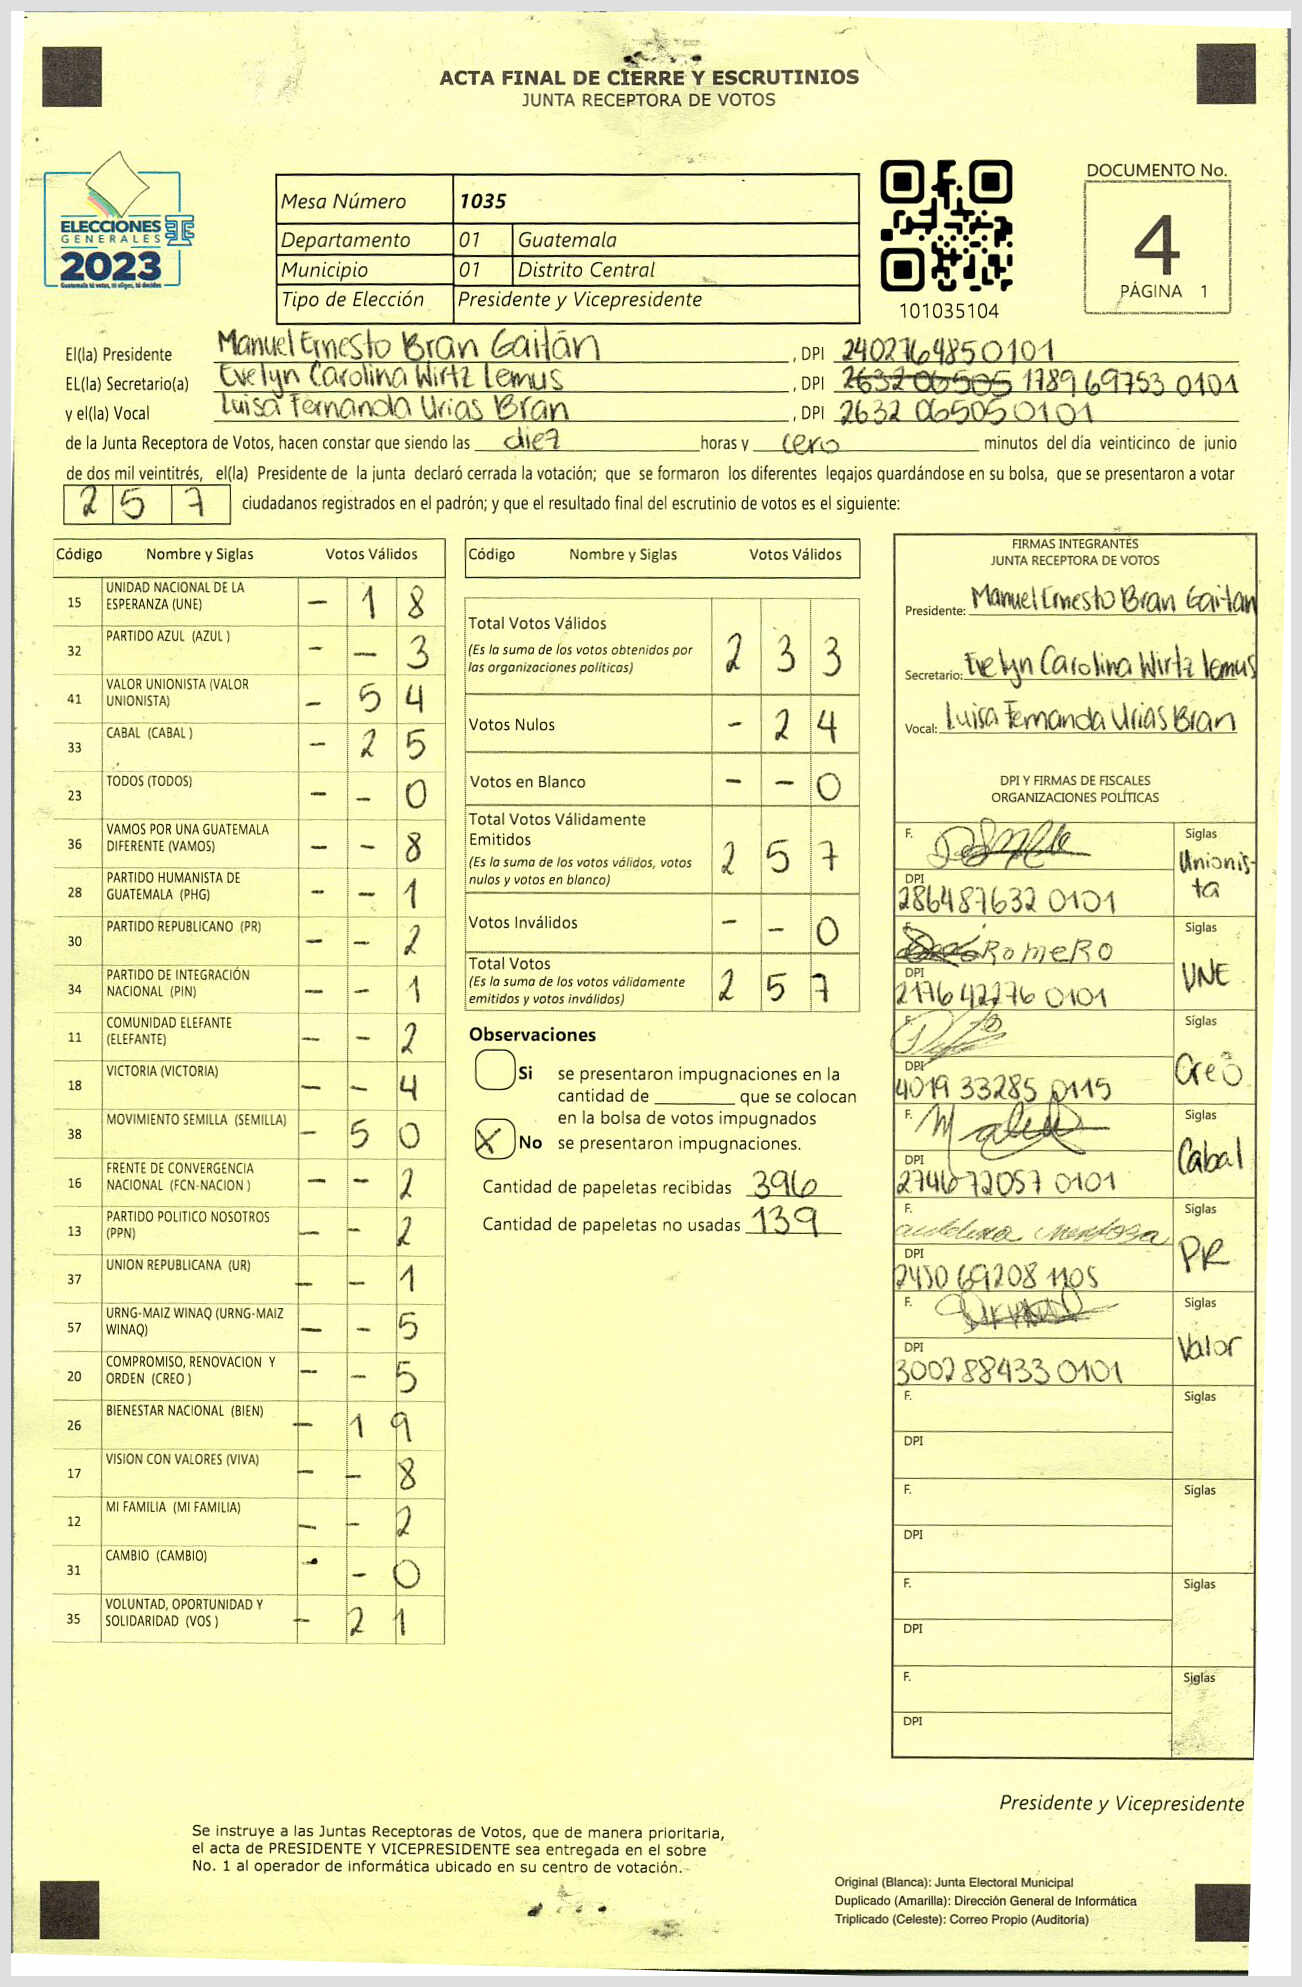 ACTA FINAL DE CIERRE Y ESCRUTINIOS
JUNTA RECEPTORA DE VOTOS
ELECCIONES
GENERALES
2023
Guatemala tú votas, tú eliges, tú decides
Mesa Número 1035
Departamento 01 Guatemala
Municipio 01 Distrito Central
Tipo de Elección Presidente y Vicepresidente
101035104
DOCUMENTO No.
4
PÁGINA 1
El(la) Presidente Manuel Ernesto Bran Gaitán , DPI 2402764850101
EL(la) Secretario(a) Evelyn Carolina Wirtz Lemus , DPI 2632 06505 1789 69753 0101
y el(la) Vocal Luisa Fernanda Urias Bran , DPI 2632 06505 0101
de la Junta Receptora de Votos, hacen constar que siendo las diez horas y cero minutos del día veinticinco de junio
de dos mil veintitrés, el(la) Presidente de la junta declaró cerrada la votación; que se formaron los diferentes legajos guardándose en su bolsa, que se presentaron a votar
2 5 7 ciudadanos registrados en el padrón; y que el resultado final del escrutinio de votos es el siguiente:
Código Nombre y Siglas Votos Válidos
15 UNIDAD NACIONAL DE LA
ESPERANZA (UNE) - 1 8
32 PARTIDO AZUL (AZUL ) - - 3
41 VALOR UNIONISTA (VALOR
UNIONISTA) - 5 4
33 CABAL (CABAL ) - 2 5
23 TODOS (TODOS) - - 0
36 VAMOS POR UNA GUATEMALA
DIFERENTE (VAMOS) - - 8
28 PARTIDO HUMANISTA DE
GUATEMALA (PHG) - - 1
30 PARTIDO REPUBLICANO (PR) - - 2
34 PARTIDO DE INTEGRACIÓN
NACIONAL (PIN) - - 1
11 COMUNIDAD ELEFANTE
(ELEFANTE) - - 2
18 VICTORIA (VICTORIA) - - 4
38 MOVIMIENTO SEMILLA (SEMILLA) - 5 0
16 FRENTE DE CONVERGENCIA
NACIONAL (FCN-NACION ) - - 2
13 PARTIDO POLITICO NOSOTROS
(PPN) - - 2
37 UNION REPUBLICANA (UR) - - 1
57 URNG-MAIZ WINAQ (URNG-MAIZ
WINAQ) - - 5
20 COMPROMISO, RENOVACION Y
ORDEN (CREO ) - - 5
26 BIENESTAR NACIONAL (BIEN) - 1 9
17 VISION CON VALORES (VIVA) - - 8
12 MI FAMILIA (MI FAMILIA) - - 2
31 CAMBIO (CAMBIO) - - 0
35 VOLUNTAD, OPORTUNIDAD Y
SOLIDARIDAD (VOS ) - 2 1
Código Nombre y Siglas Votos Válidos
Total Votos Válidos
(Es la suma de los votos obtenidos por
las organizaciones políticas) 2 3 3
Votos Nulos - 2 4
Votos en Blanco - - 0
Total Votos Válidamente
Emitidos
(Es la suma de los votos válidos, votos
nulos y votos en blanco) 2 5 7
Votos Inválidos - - 0
Total Votos
(Es la suma de los votos válidamente
emitidos y votos inválidos) 2 5 7
Observaciones
Si se presentaron impugnaciones en la
cantidad de ________ que se colocan
en la bolsa de votos impugnados
X No se presentaron impugnaciones.
Cantidad de papeletas recibidas 396
Cantidad de papeletas no usadas 139
FIRMAS INTEGRANTES
JUNTA RECEPTORA DE VOTOS
Presidente: Manuel Ernesto Bran Gaitan
Secretario: Evelyn Carolina Wirtz Lemus
Vocal: Luisa Fernanda Urias Bran
DPI Y FIRMAS DE FISCALES
ORGANIZACIONES POLÍTICAS
F. Siglas
Unionis-
ta
DPI
286487632 0101
Siglas
ROMERO
UNE
DPI
2176 42276 0101
F. Siglas
Creo
DPI
4019 33285 0115
F. Siglas
Cabal
DPI
2746 72057 0101
F. Siglas
Mendoza
PR
DPI
2450 69208 1105
F. Siglas
Valor
DPI
3002 88433 0101
F. Siglas
DPI
F. Siglas
DPI
F. Siglas
DPI
F. Siglas
DPI
Presidente y Vicepresidente
Se instruye a las Juntas Receptoras de Votos, que de manera prioritaria,
el acta de PRESIDENTE Y VICEPRESIDENTE sea entregada en el sobre
No. 1 al operador de informática ubicado en su centro de votación.
Original (Blanca): Junta Electoral Municipal
Duplicado (Amarilla): Dirección General de Informática
Triplicado (Celeste): Correo Propio (Auditoría)